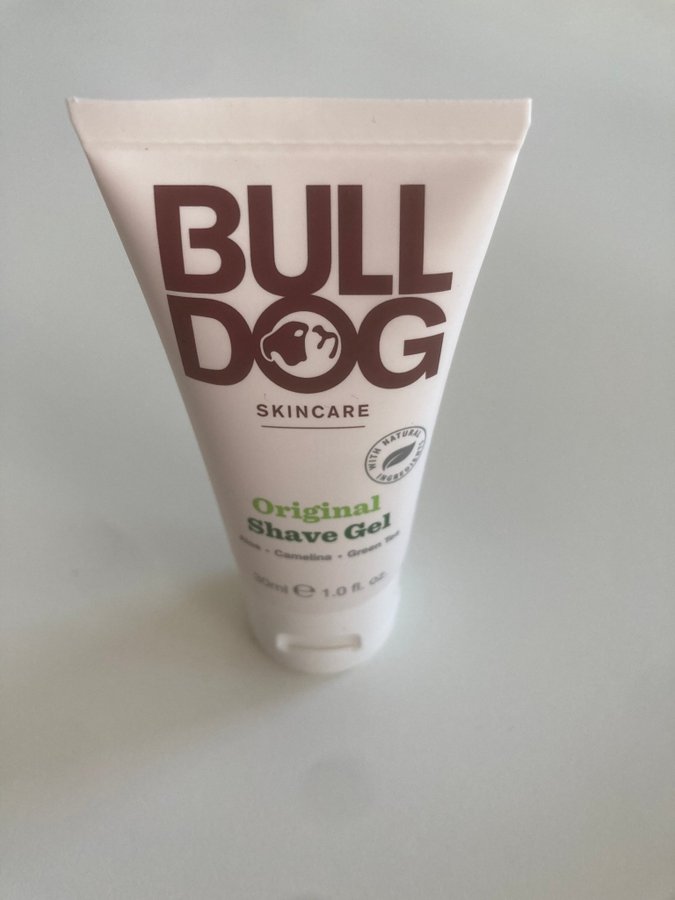 BULL
DOG
SKINCARE
WITH NATURAL INGREDIENTS
Original
Shave Gel
Aloe • Camelina • Green Tea
30ml ℮ 1.0 fl. oz.